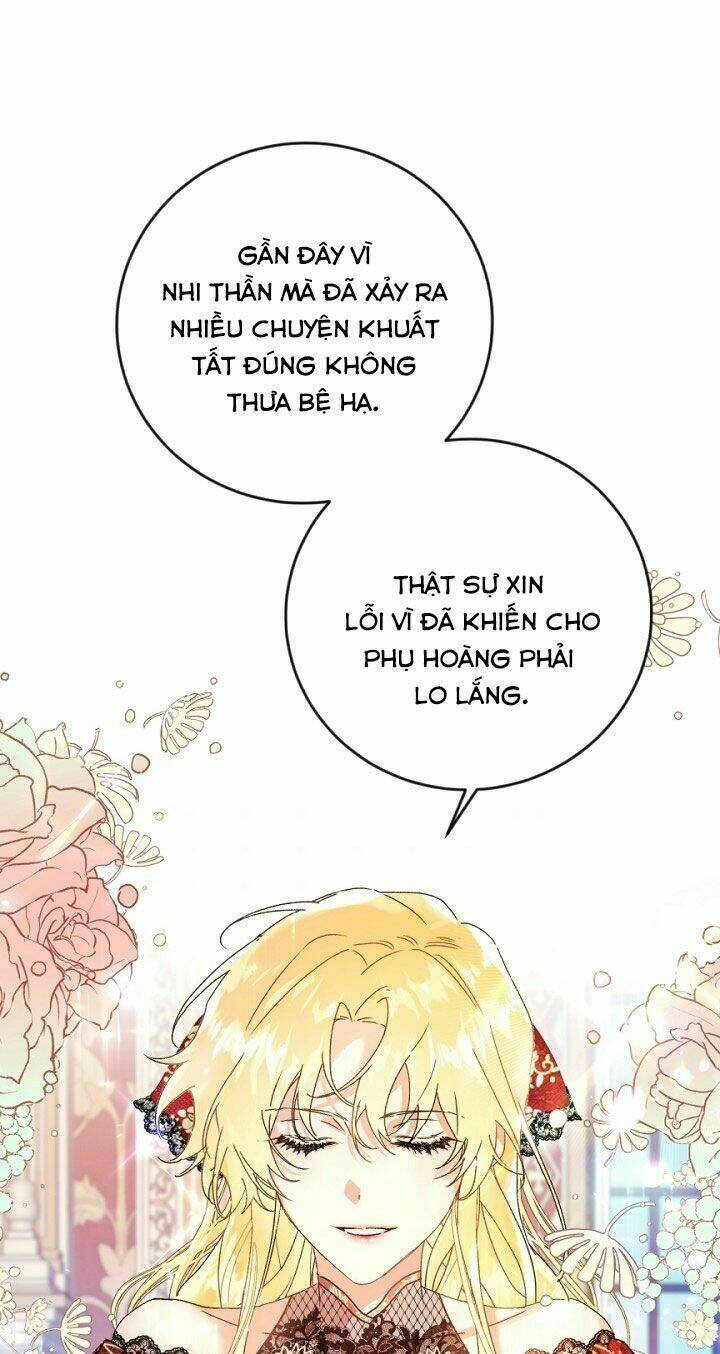 GẦN ĐÂY VÌ
NHI THẦN MÀ ĐÃ XẢY RA
NHIỀU CHUYỆN KHUẤT
TẤT ĐÚNG KHÔNG
THƯA BỆ HẠ.
THẬT SỰ XIN
LỖI VÌ ĐÃ KHIẾN CHO
PHỤ HOÀNG PHẢI
LO LẮNG.